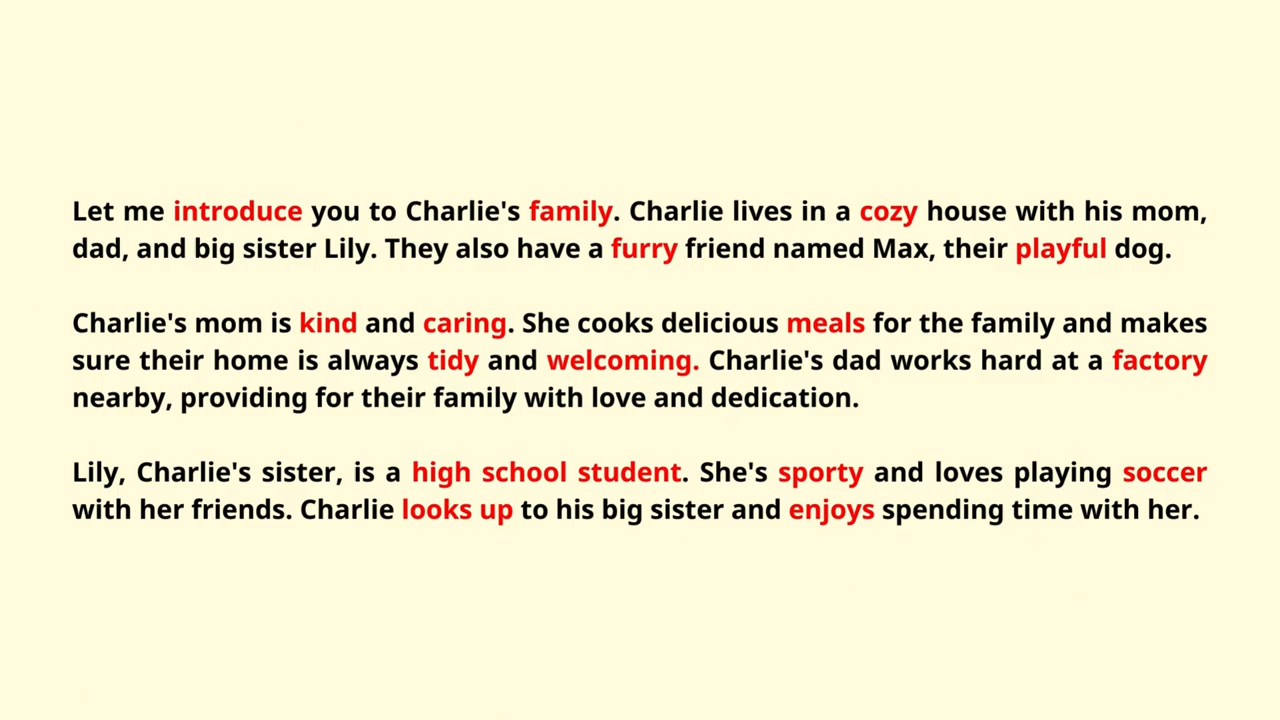 Let me introduce you to Charlie's family. Charlie lives in a cozy house with his mom,
dad, and big sister Lily. They also have a furry friend named Max, their playful dog.
Charlie's mom is kind and caring. She cooks delicious meals for the family and makes
sure their home is always tidy and welcoming. Charlie's dad works hard at a factory
nearby, providing for their family with love and dedication.
Lily, Charlie's sister, is a high school student. She's sporty and loves playing soccer
with her friends. Charlie looks up to his big sister and enjoys spending time with her.